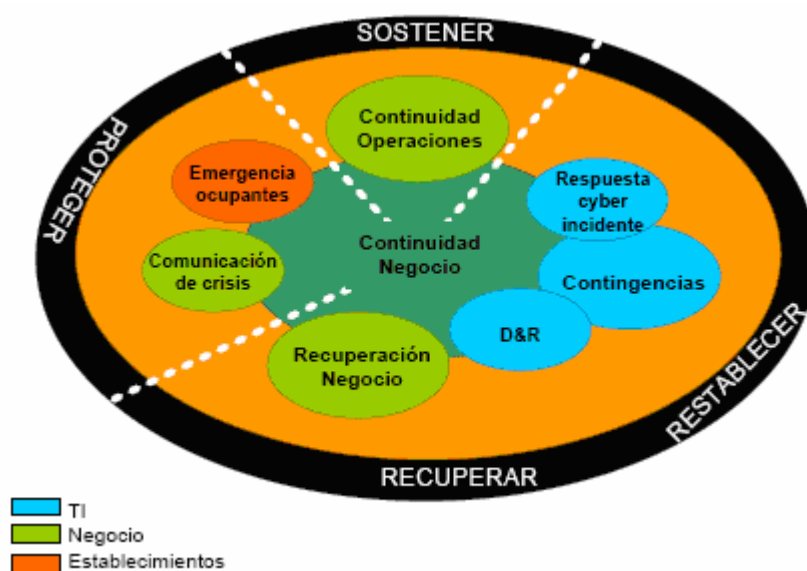 SOSTENER
PROTEGER
Continuidad
Operaciones
Emergencia
ocupantes
Respuesta
cyber
incidente
Comunicación
de crisis
Continuidad
Negocio
Contingencias
D&R
Recuperación
Negocio
RESTABLECER
RECUPERAR
TI
Negocio
Establecimientos